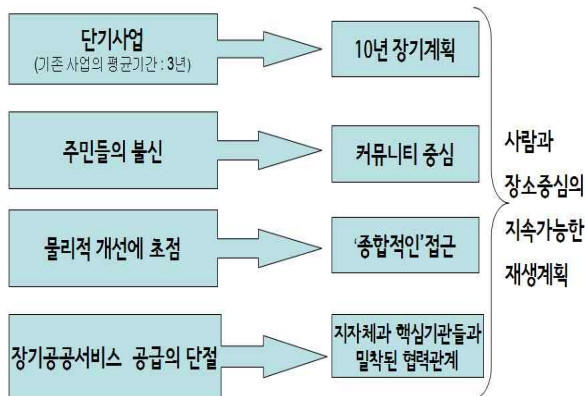 단기사업
(기존 사업의 평균기간 : 3년)
10년 장기계획
주민들의 불신
커뮤니티 중심
물리적 개선에 초점
'종합적인'접근
장기공공서비스 공급의 단절
지자체과 핵심기관들과
밀착된 협력관계
사람과
장소중심의
지속가능한
재생계획